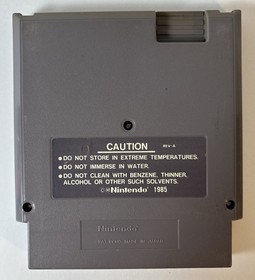 CAUTION
REV-A
•DO NOT STORE IN EXTREME TEMPERATURES.
•DO NOT IMMERSE IN WATER.
•DO NOT CLEAN WITH BENZENE, THINNER,
ALCOHOL OR OTHER SUCH SOLVENTS.
©™Nintendo® 1985
Nintendo